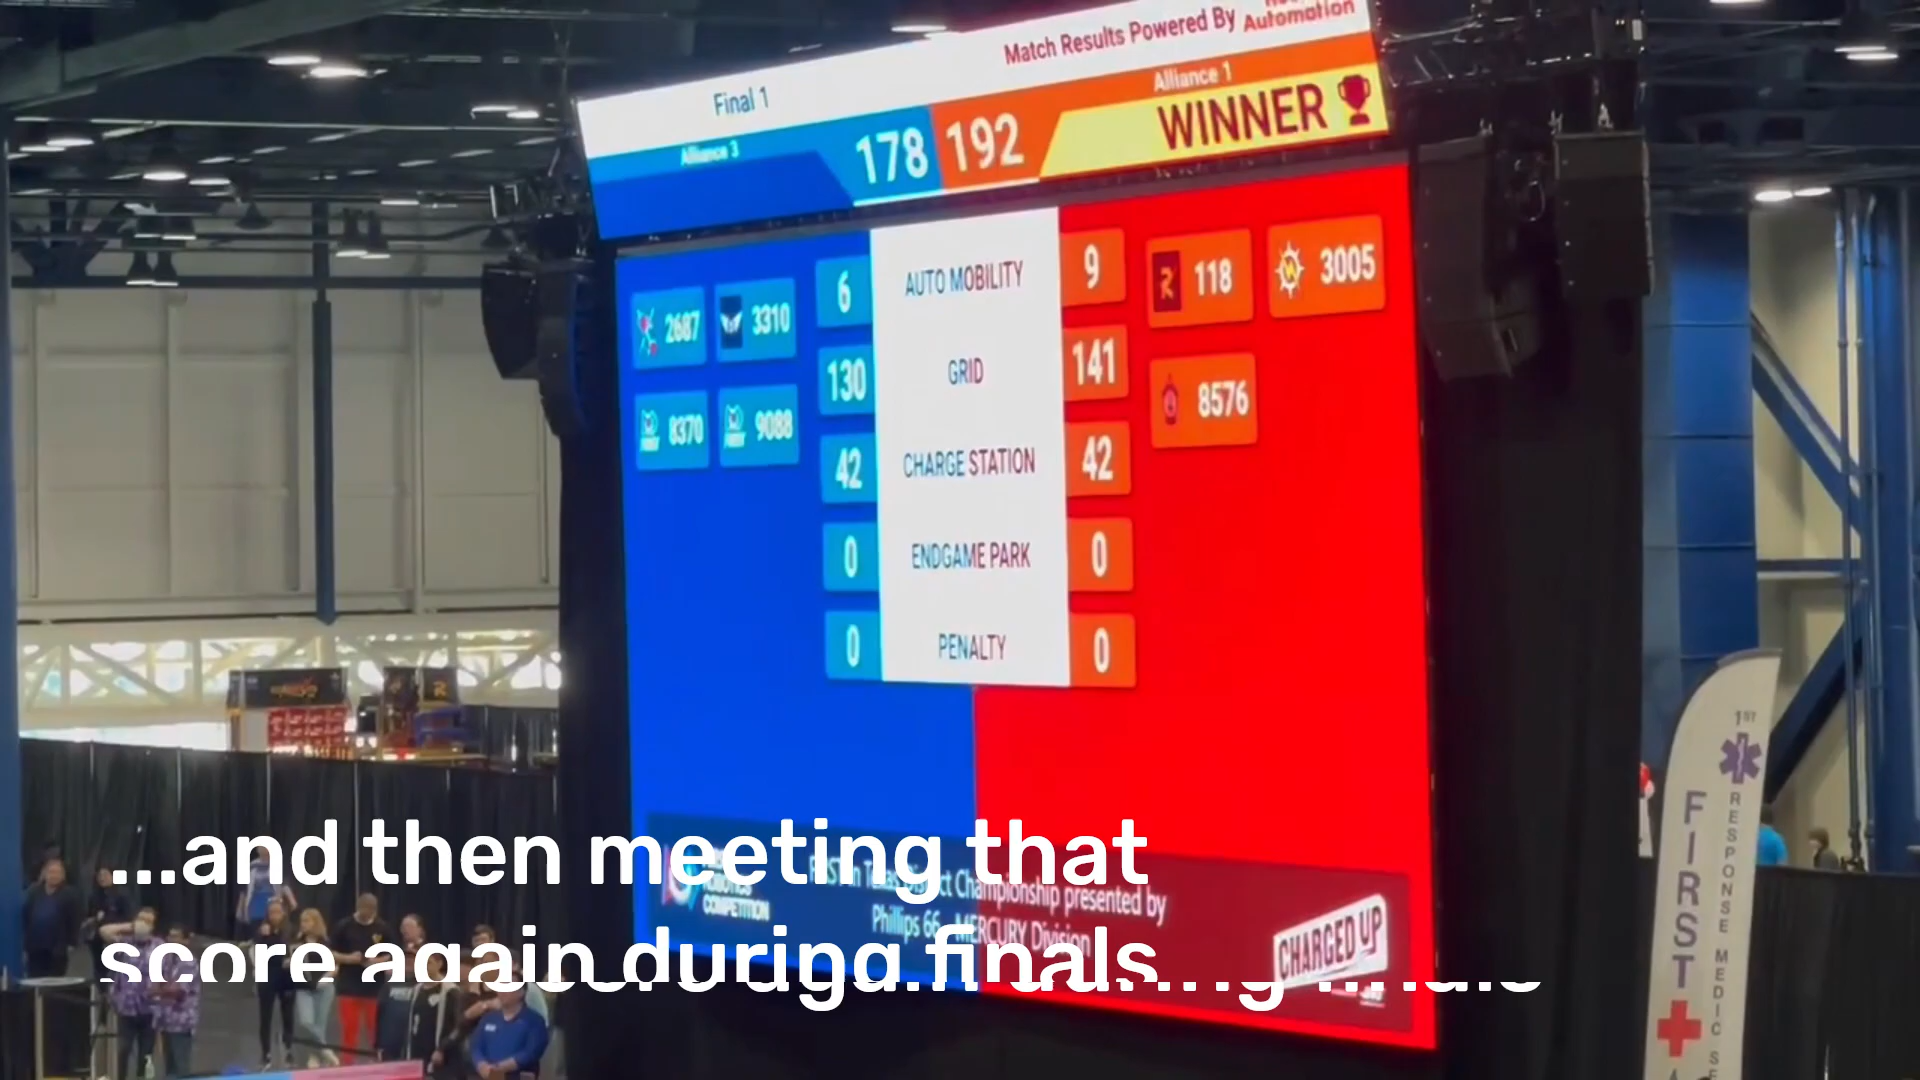 Match Results Powered By
Automation
Final 1
Alliance 3
178
192
Alliance 1
WINNER
2687
3310
8370
9088
6
AUTO MOBILITY
9
130
GRID
141
42
CHARGE STATION
42
0
ENDGAME PARK
0
0
PENALTY
0
118
3005
8576
...and then meeting that
score again during finals
COMPETITION
Championship presented by
Phillips 66 - MERCURY Division
CHARGED UP
1ST
RESPONSE MEDIC
FIRST